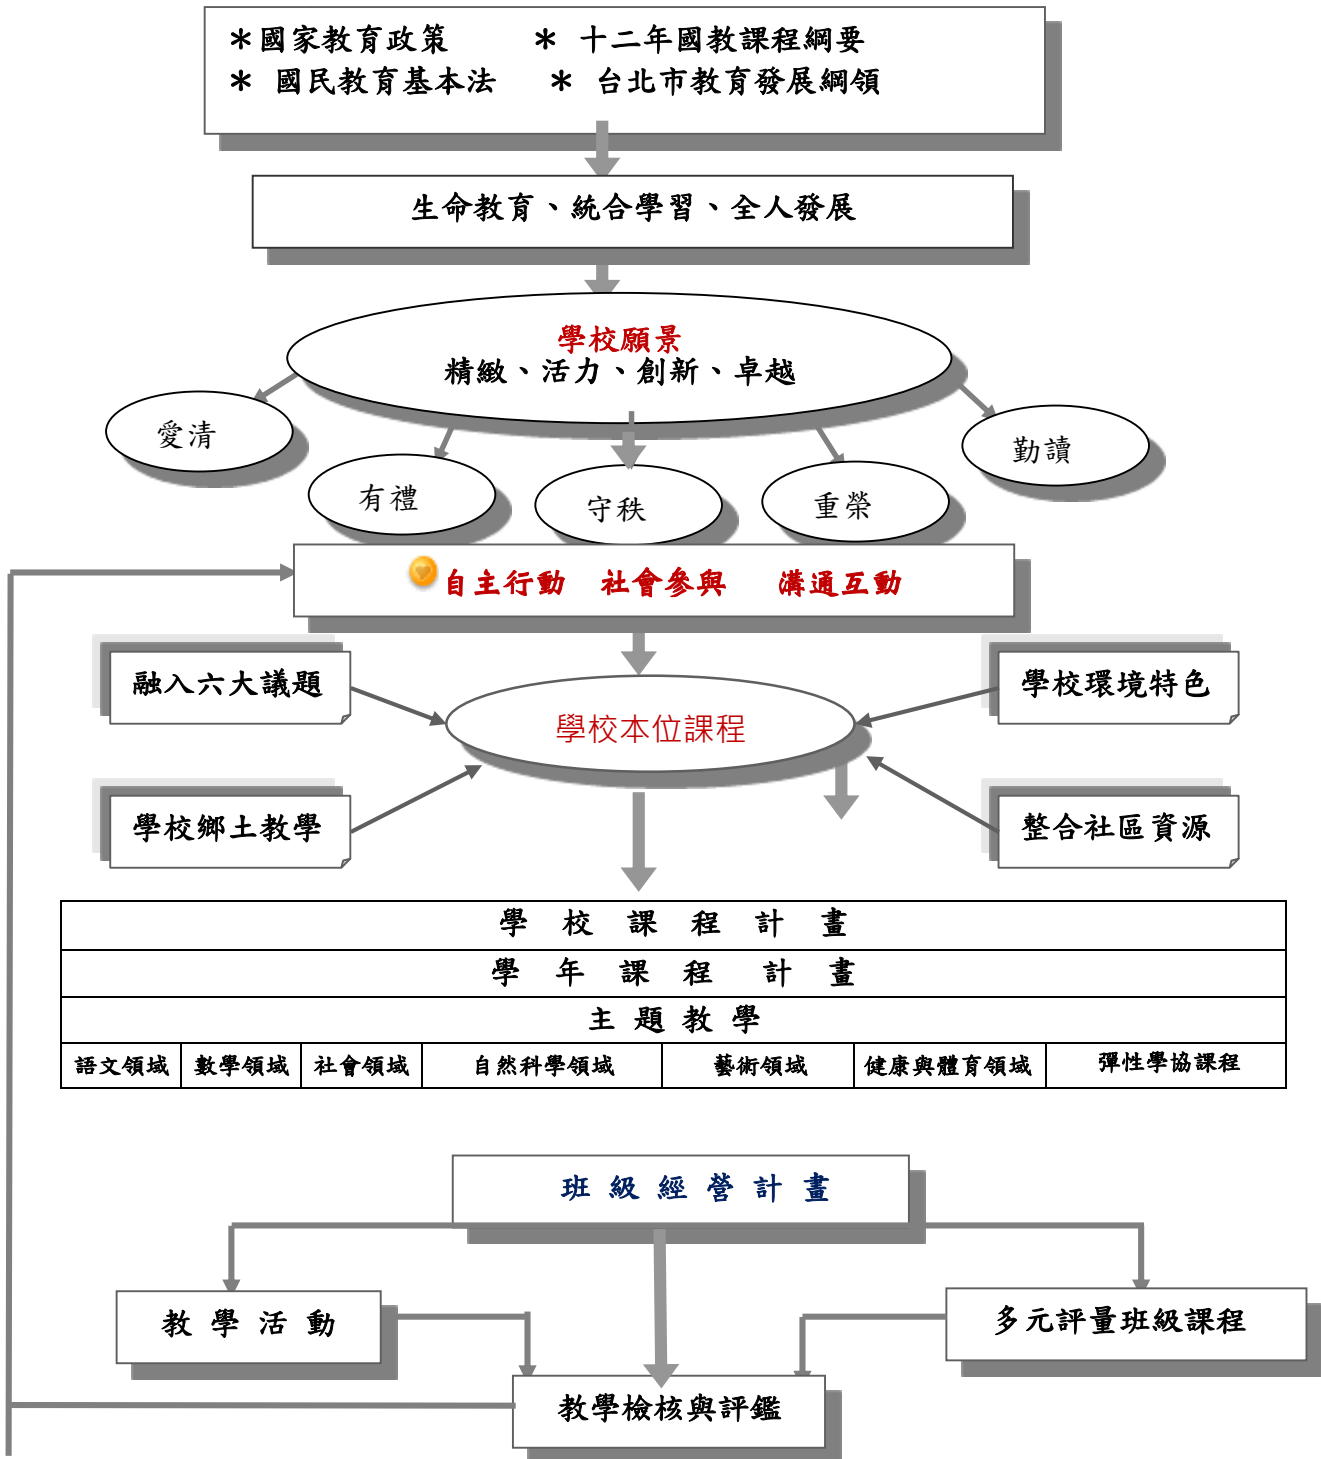 ＊國家教育政策 ＊ 十二年國教課程綱要
＊ 國民教育基本法 ＊ 台北市教育發展綱領
生命教育、統合學習、全人發展
學校願景
精緻、活力、創新、卓越
愛清
有禮
守秩
重榮
勤讀
自主行動 社會參與 溝通互動
融入六大議題
學校環境特色
學校本位課程
學校鄉土教學
整合社區資源
學 校 課 程 計 畫
學 年 課 程 計 畫
主 題 教 學
語文領域 數學領域 社會領域 自然科學領域 藝術領域 健康與體育領域 彈性學協課程
班 級 經 營 計 畫
教 學 活 動
多元評量班級課程
教學檢核與評鑑